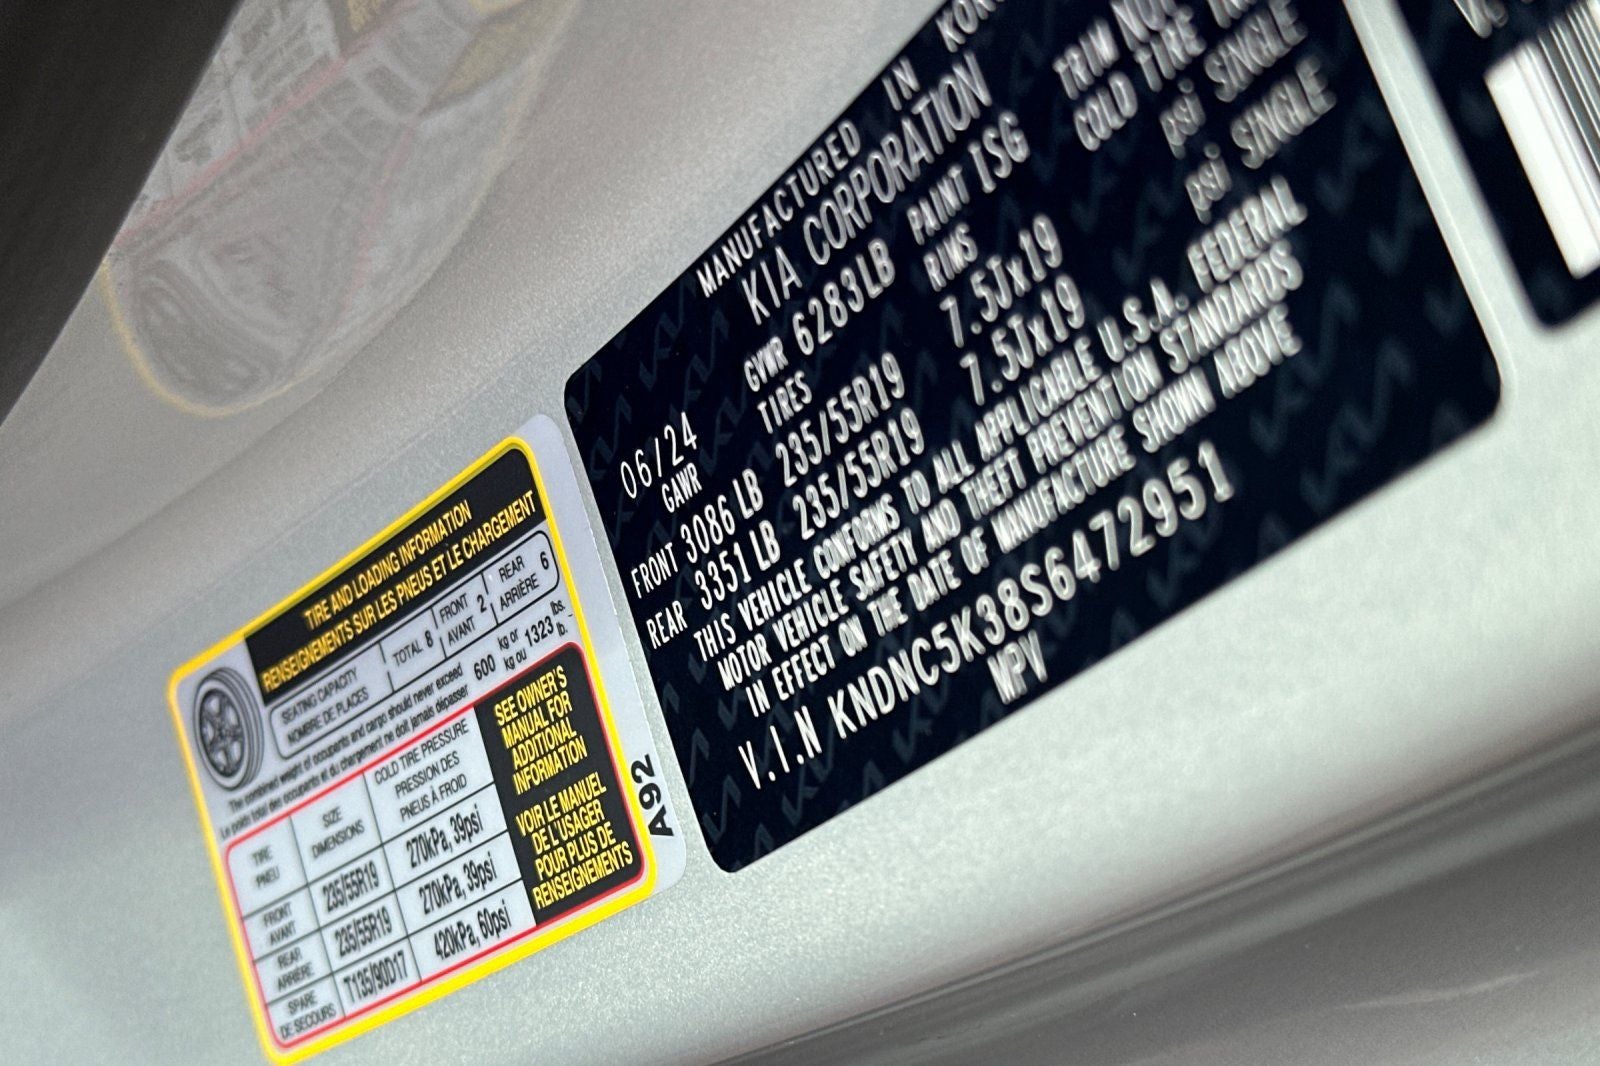 TIRE AND LOADING INFORMATION
RENSEIGNEMENTS SUR LES PNEUS ET LE CHARGEMENT
SEATING CAPACITY
NOMBRE DE PLACES
TOTAL 8
FRONT
AVANT
2
REAR
ARRIÈRE
6
The combined weight of occupants and cargo should never exceed
Le poids total des occupants et du chargement ne doit jamais dépasser
600
kg or
kg ou
1323
lbs.
lb.
TIRE
PNEU
SIZE
DIMENSIONS
COLD TIRE PRESSURE
PRESSION DES
PNEUS À FROID
FRONT
AVANT
235/55R19
270kPa, 39psi
REAR
ARRIÈRE
235/55R19
270kPa, 39psi
SPARE
DE SECOURS
T135/90D17
420kPa, 60psi
SEE OWNER'S
MANUAL FOR
ADDITIONAL
INFORMATION
VOIR LE MANUEL
DE L'USAGER
POUR PLUS DE
RENSEIGNEMENTS
A92
MANUFACTURED IN
KIA CORPORATION
06/24 GVWR 6283LB PAINT ISG
GAWR TIRES RIMS COLD TIRE
FRONT 3086LB 235/55R19 7.5Jx19 psi SINGLE
REAR 3351LB 235/55R19 7.5Jx19 psi SINGLE
THIS VEHICLE CONFORMS TO ALL APPLICABLE U.S.A. FEDERAL
MOTOR VEHICLE SAFETY AND THEFT PREVENTION STANDARDS
IN EFFECT ON THE DATE OF MANUFACTURE SHOWN ABOVE
V.I.N KNDNC5K38S6472951
MPV